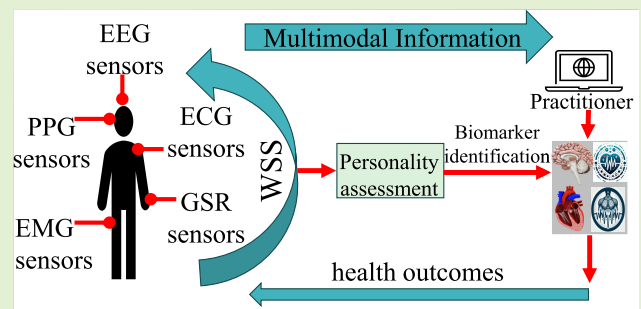 EEG
sensors
Multimodal Information
Practitioner
PPG
sensors
ECG
sensors
WSS
Personality
assessment
Biomarker
identification
EMG
sensors
GSR
sensors
health outcomes